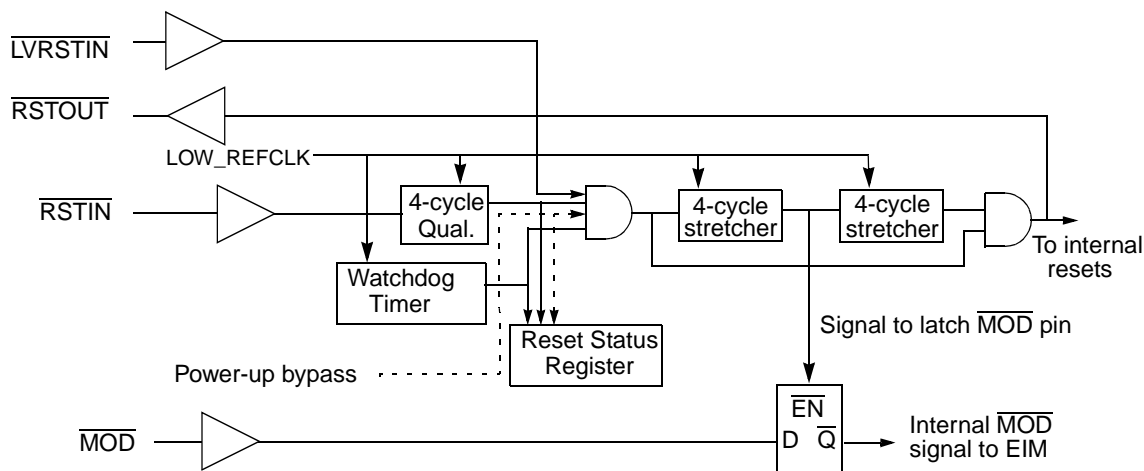 LVRSTIN
RSTOUT
LOW_REFCLK
RSTIN
4-cycle
Qual.
4-cycle
stretcher
4-cycle
stretcher
To internal
resets
Watchdog
Timer
Reset Status
Register
Signal to latch MOD pin
Power-up bypass
EN
D Q
MOD
Internal MOD
signal to EIM